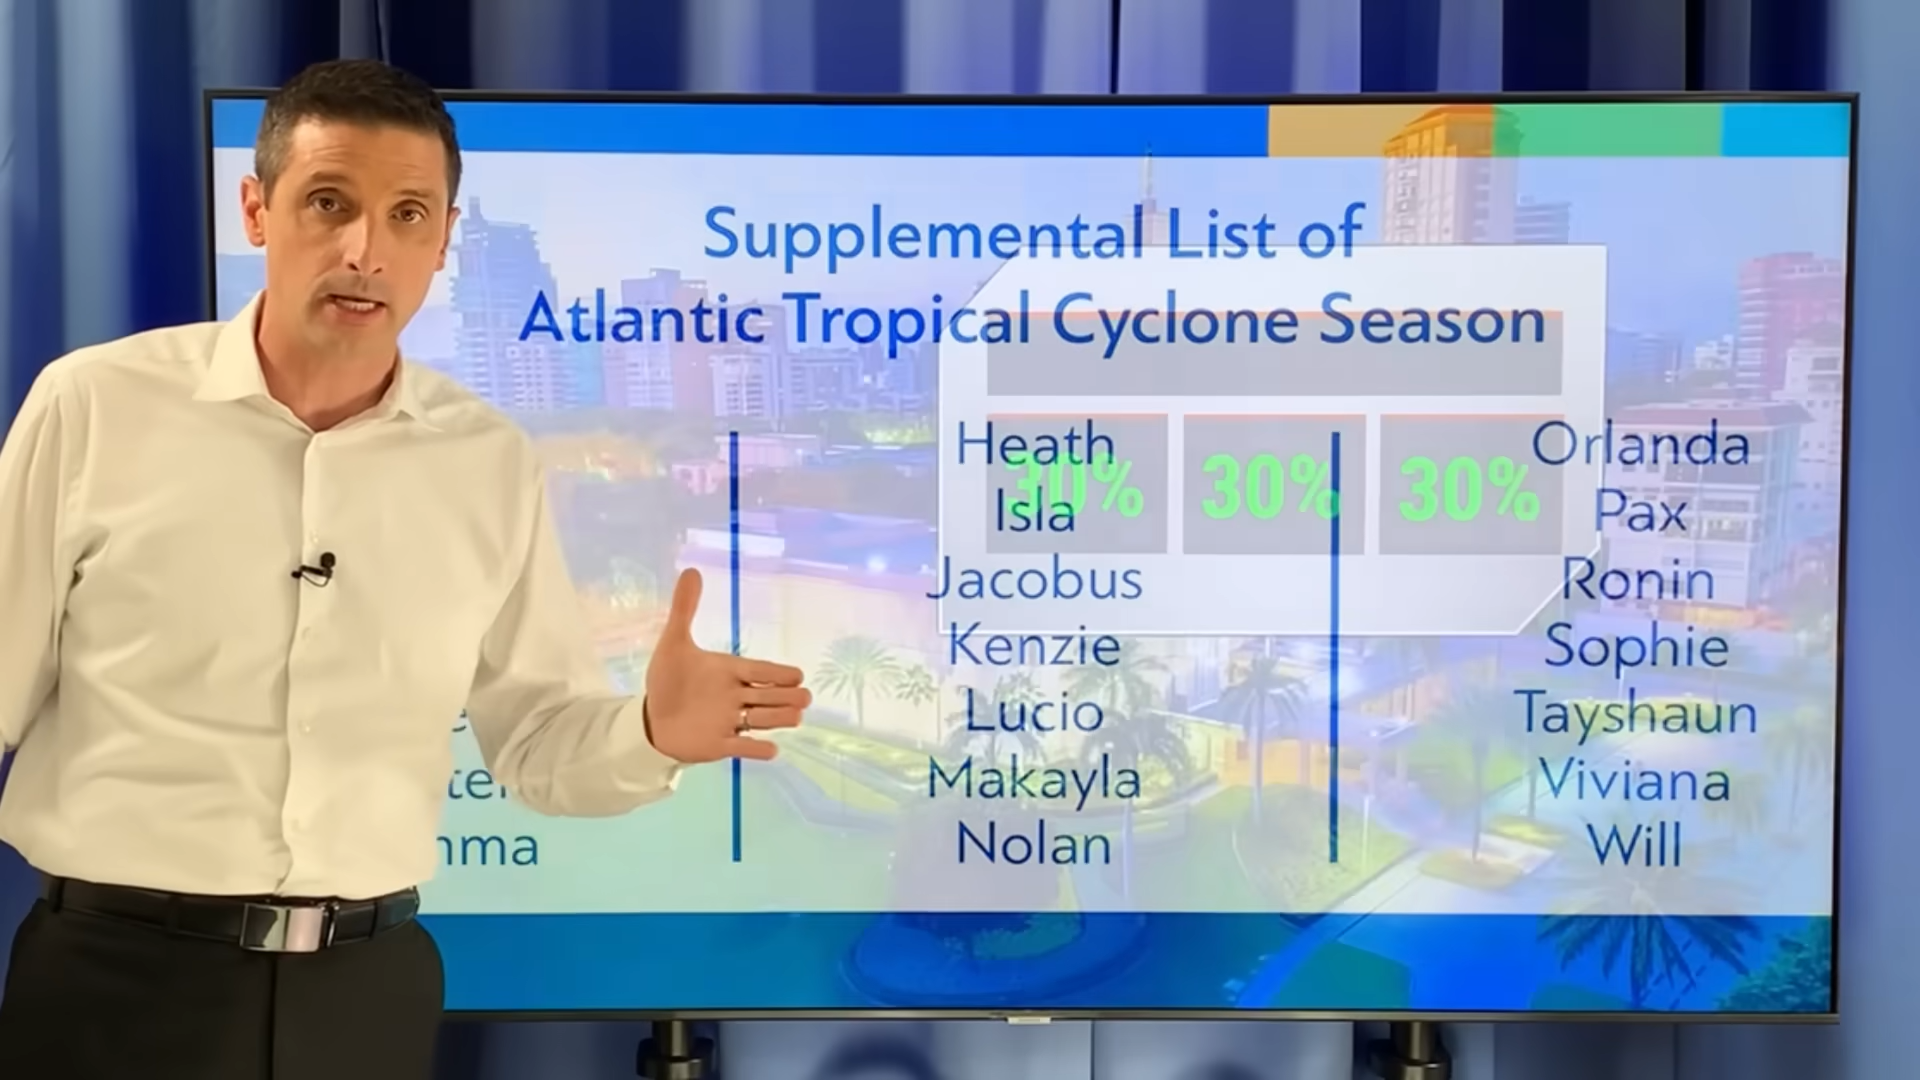 Supplemental List of
Atlantic Tropical Cyclone Season
Heath
Isla
Jacobus
Kenzie
Lucio
Makayla
Nolan
Orlanda
Pax
Ronin
Sophie
Tayshaun
Viviana
Will
30% 30% 30%